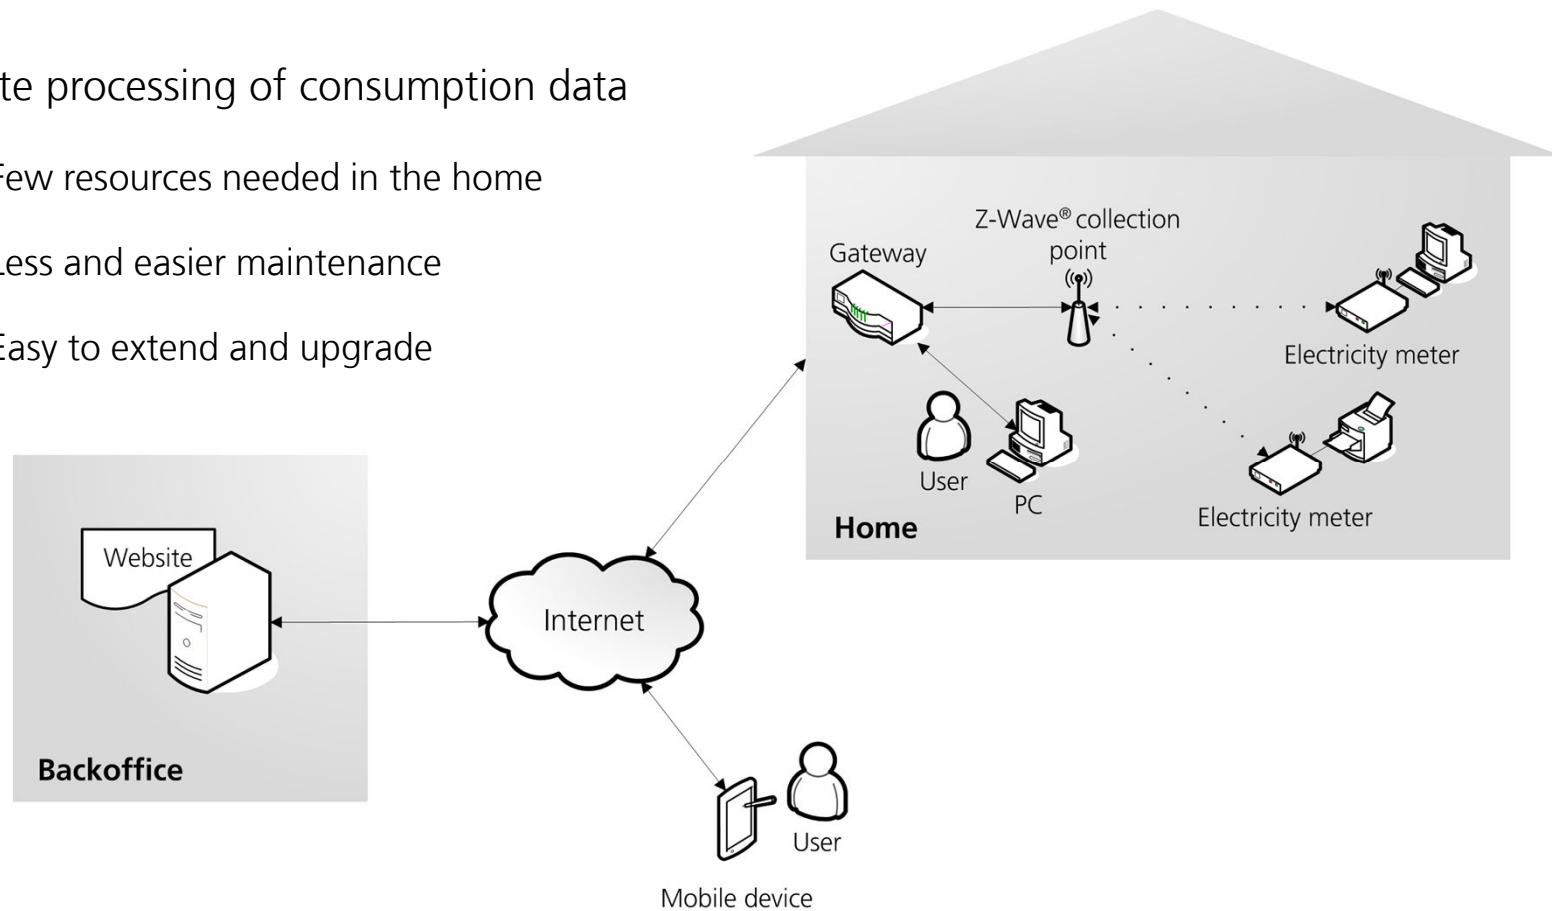 te processing of consumption data
Few resources needed in the home
Less and easier maintenance
Easy to extend and upgrade
Z-Wave® collection
point
Gateway
Electricity meter
User
PC
Electricity meter
Home
Website
Internet
Backoffice
User
Mobile device